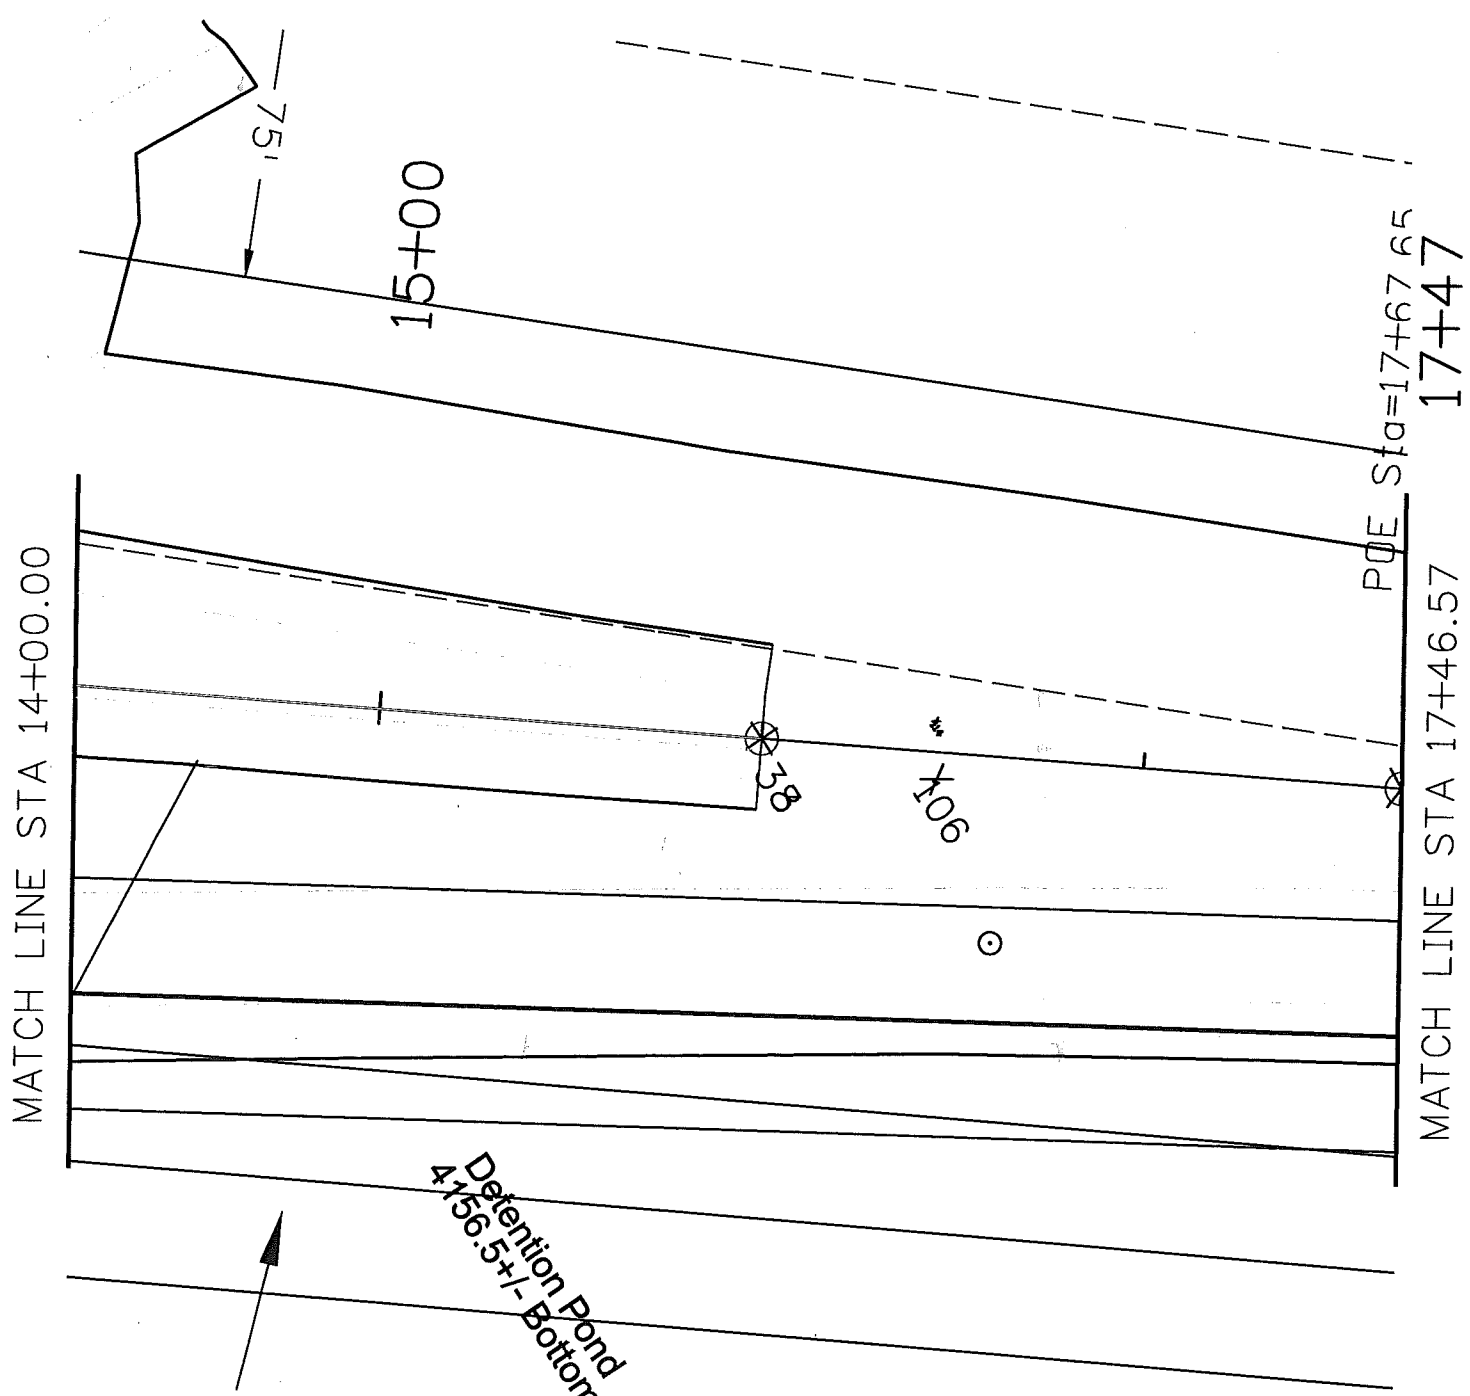 75'
15+00
POE Sta=17+67 65
17+47
MATCH LINE STA 14+00.00
MATCH LINE STA 17+46.57
38
106
Detention Pond
4156.5+/- Bottom